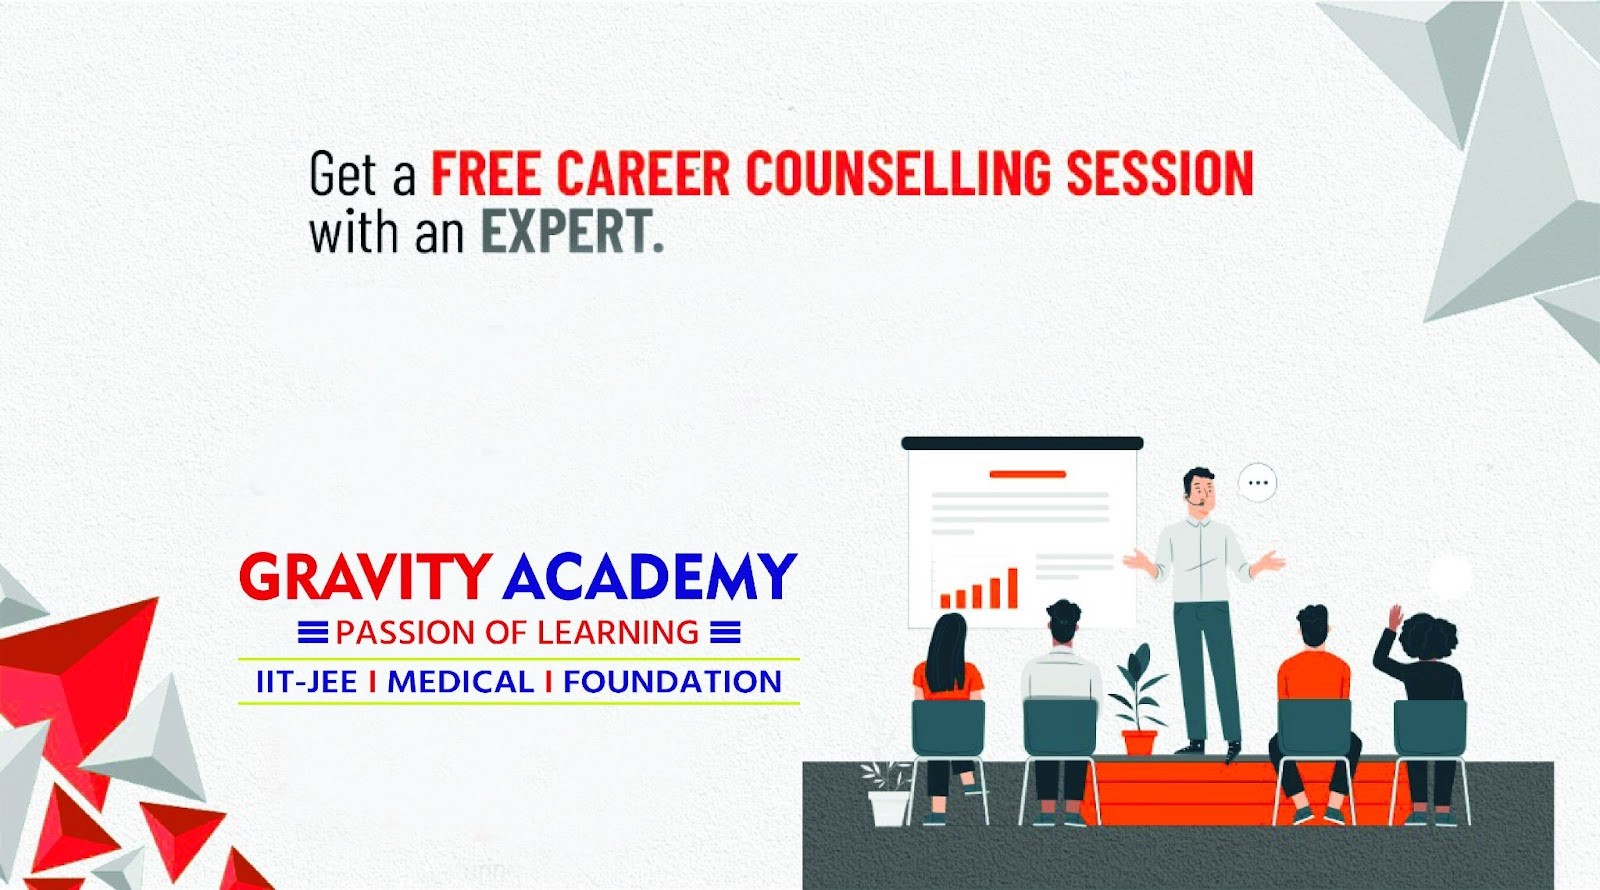 Get a FREE CAREER COUNSELLING SESSION
with an EXPERT.
GRAVITY ACADEMY
PASSION OF LEARNING
IIT-JEE I MEDICAL I FOUNDATION